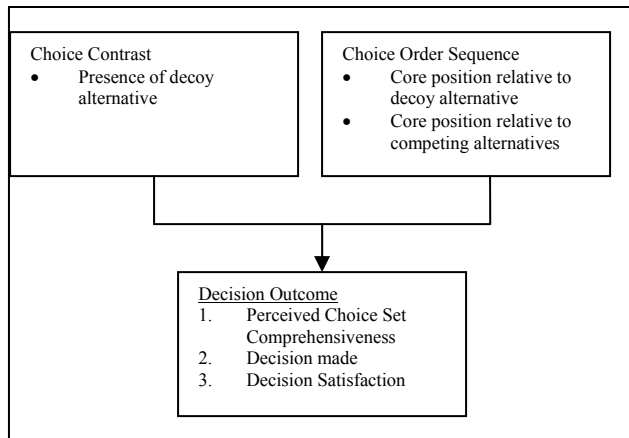 Choice Contrast
• Presence of decoy
alternative
Choice Order Sequence
• Core position relative to
decoy alternative
• Core position relative to
competing alternatives
Decision Outcome
1. Perceived Choice Set
Comprehensiveness
2. Decision made
3. Decision Satisfaction